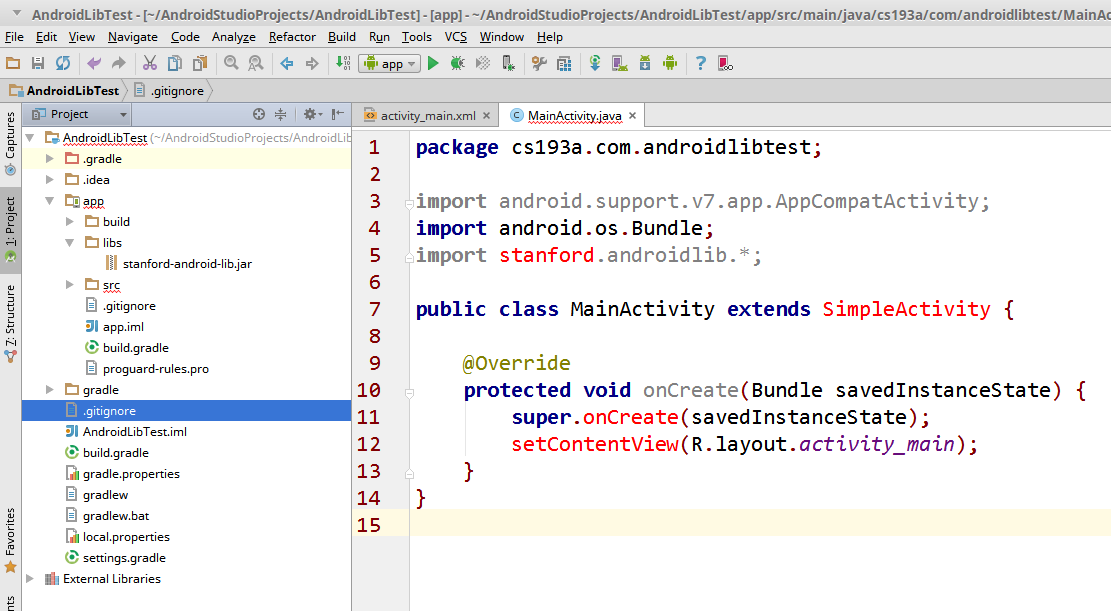 AndroidLibTest - [~/AndroidStudioProjects/AndroidLibTest] - [app] - ~/AndroidStudioProjects/AndroidLibTest/app/src/main/java/cs193a/com/androidlibtest/MainAc
File Edit View Navigate Code Analyze Refactor Build Run Tools VCS Window Help
app
AndroidLibTest .gitignore
Captures
1: Project
7: Structure
Favorites
nts
Project
AndroidLibTest (~/AndroidStudioProjects/AndroidLib
.gradle
.idea
app
build
libs
stanford-android-lib.jar
src
.gitignore
app.iml
build.gradle
proguard-rules.pro
gradle
.gitignore
AndroidLibTest.iml
build.gradle
gradle.properties
gradlew
gradlew.bat
local.properties
settings.gradle
External Libraries
activity_main.xml MainActivity.java
1 package cs193a.com.androidlibtest;
2
3 import android.support.v7.app.AppCompatActivity;
4 import android.os.Bundle;
5 import stanford.androidlib.*;
6
7 public class MainActivity extends SimpleActivity {
8
9 @Override
10 protected void onCreate(Bundle savedInstanceState) {
11 super.onCreate(savedInstanceState);
12 setContentView(R.layout.activity_main);
13 }
14 }
15